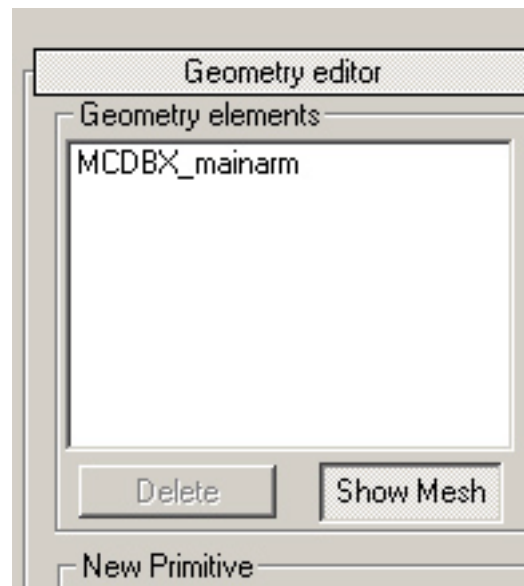 Geometry editor
Geometry elements
MCDBX_mainarm
Delete
Show Mesh
New Primitive